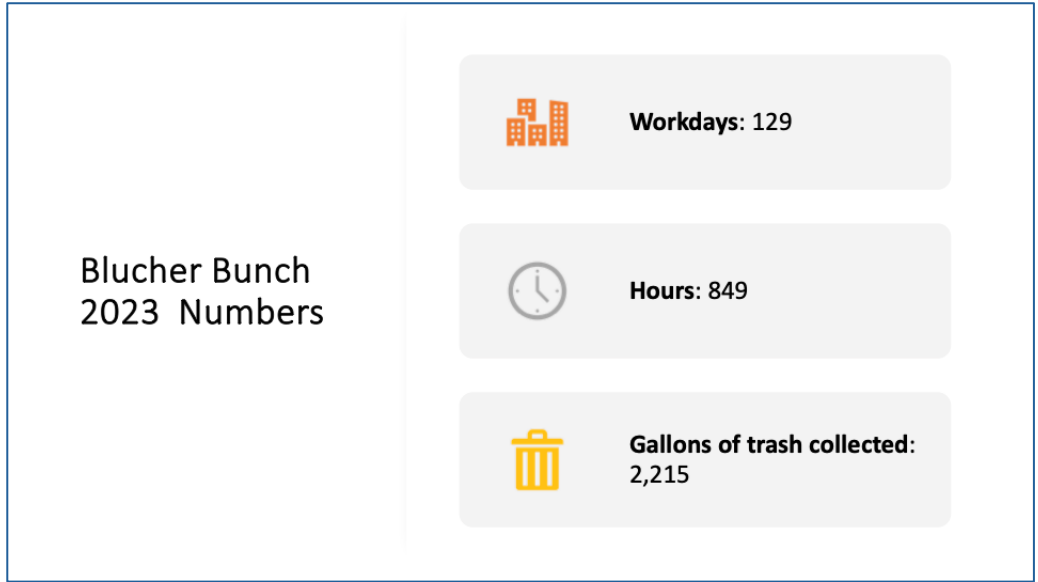 Blucher Bunch
2023  Numbers
Workdays: 129
Hours: 849
Gallons of trash collected:
2,215